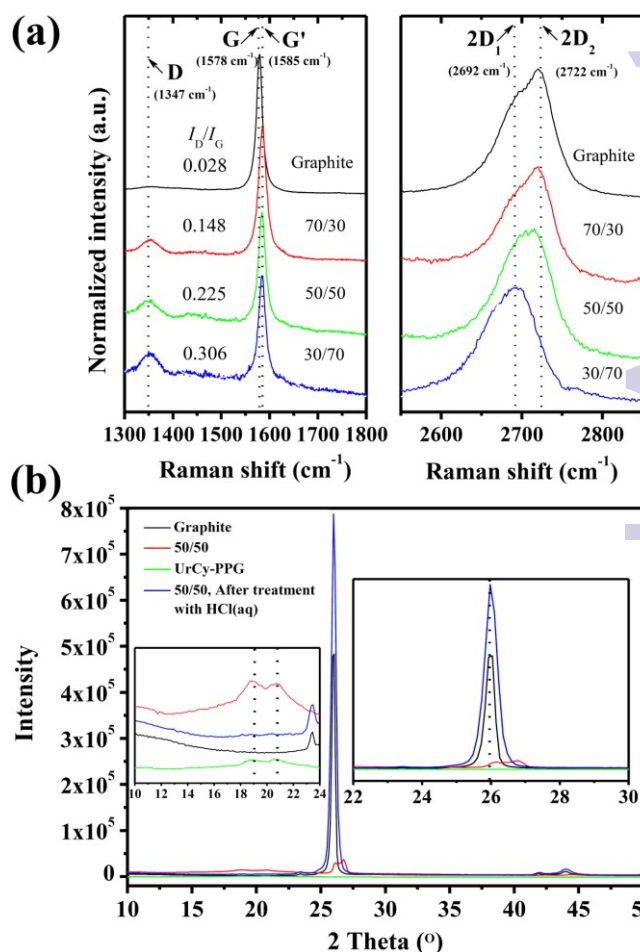 (a)
G G'
D (1578 cm⁻¹) (1585 cm⁻¹)
(1347 cm⁻¹)
I_D/I_G
0.028 Graphite
0.148 70/30
0.225 50/50
0.306 30/70
Normalized intensity (a.u.)
1300 1400 1500 1600 1700 1800
Raman shift (cm⁻¹)
2D₁ 2D₂
(2692 cm⁻¹) (2722 cm⁻¹)
Graphite
70/30
50/50
30/70
2600 2700 2800
Raman shift (cm⁻¹)
(b)
8x10⁵
7x10⁵
6x10⁵
5x10⁵
4x10⁵
3x10⁵
2x10⁵
1x10⁵
0
Intensity
Graphite
50/50
UrCy-PPG
50/50, After treatment
with HCl(aq)
10 12 14 16 18 20 22 24
22 24 26 28 30
10 15 20 25 30 35 40 45 50
2 Theta (°)